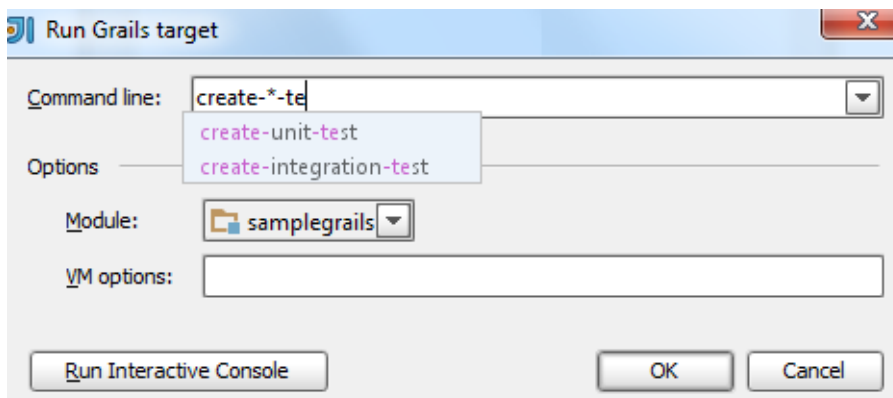 Run Grails target
Command line: create-*-te
create-unit-test
create-integration-test
Options
Module: samplegrails
VM options:
Run Interactive Console OK Cancel